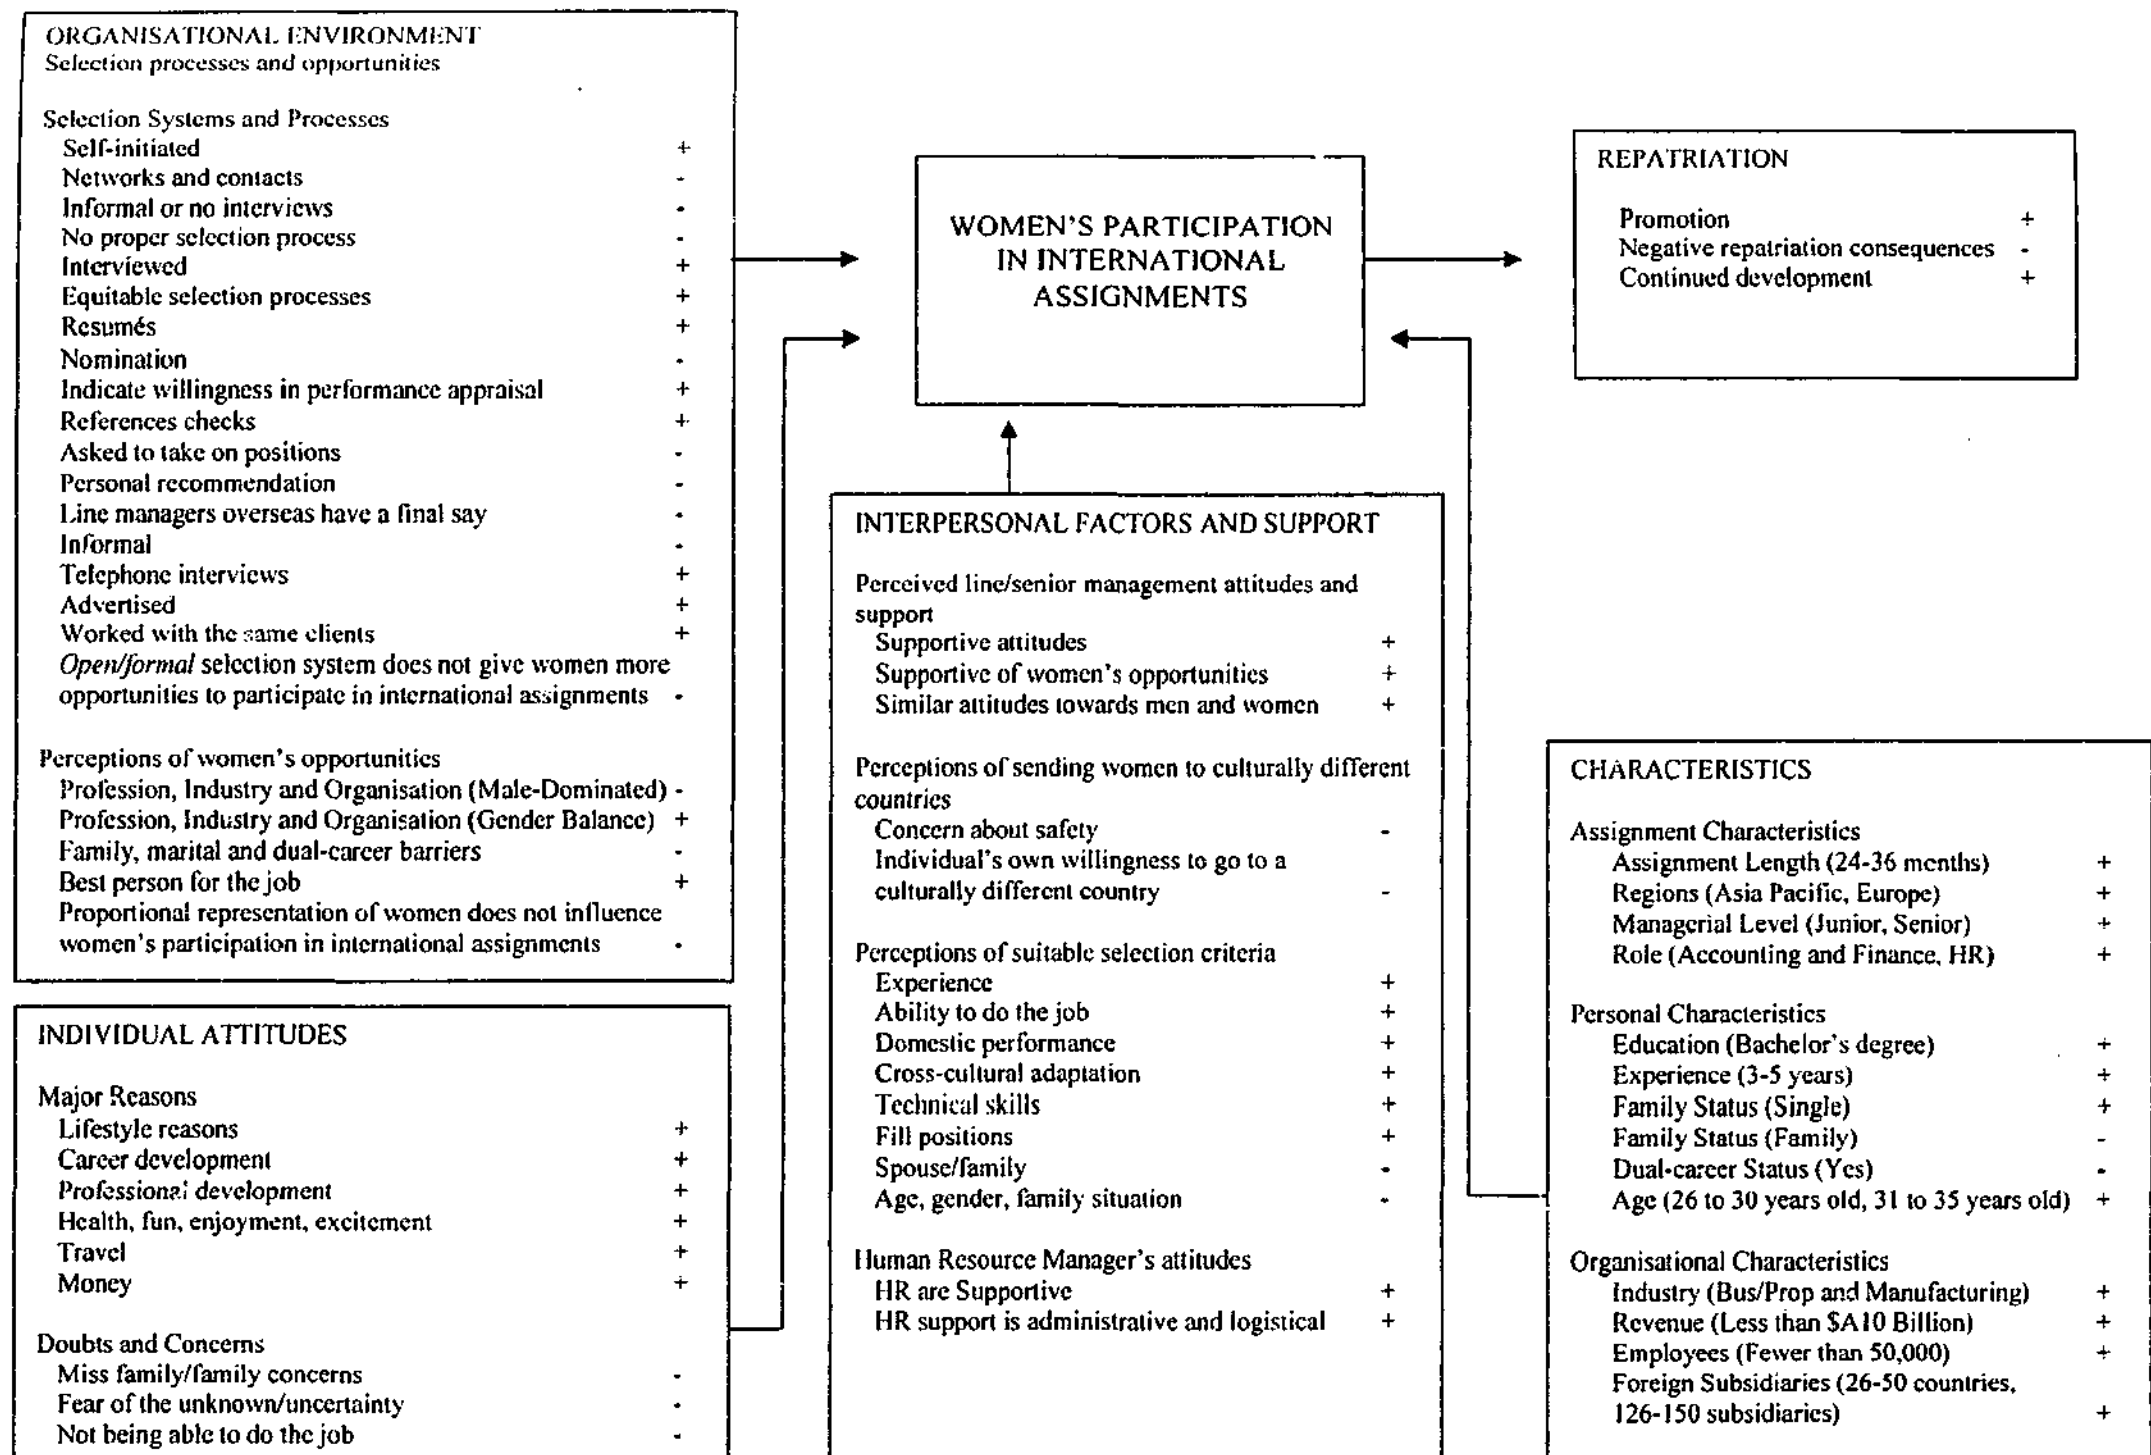 ORGANISATIONAL ENVIRONMENT
Selection processes and opportunities
Selection Systems and Processes
Self-initiated +
Networks and contacts -
Informal or no interviews -
No proper selection process -
Interviewed +
Equitable selection processes +
Resumés +
Nomination -
Indicate willingness in performance appraisal +
References checks +
Asked to take on positions -
Personal recommendation -
Line managers overseas have a final say -
Informal -
Telephone interviews +
Advertised +
Worked with the same clients +
Open/formal selection system does not give women more
opportunities to participate in international assignments -
Perceptions of women's opportunities
Profession, Industry and Organisation (Male-Dominated) -
Profession, Industry and Organisation (Gender Balance) +
Family, marital and dual-career barriers -
Best person for the job +
Proportional representation of women does not influence
women's participation in international assignments -
INDIVIDUAL ATTITUDES
Major Reasons
Lifestyle reasons +
Career development +
Professional development +
Health, fun, enjoyment, excitement +
Travel +
Money +
Doubts and Concerns
Miss family/family concerns -
Fear of the unknown/uncertainty -
Not being able to do the job -
WOMEN'S PARTICIPATION
IN INTERNATIONAL
ASSIGNMENTS
INTERPERSONAL FACTORS AND SUPPORT
Perceived line/senior management attitudes and
support
Supportive attitudes +
Supportive of women's opportunities +
Similar attitudes towards men and women +
Perceptions of sending women to culturally different
countries
Concern about safety -
Individual's own willingness to go to a
culturally different country -
Perceptions of suitable selection criteria
Experience +
Ability to do the job +
Domestic performance +
Cross-cultural adaptation +
Technical skills +
Fill positions +
Spouse/family -
Age, gender, family situation -
Human Resource Manager's attitudes
HR are Supportive +
HR support is administrative and logistical +
REPATRIATION
Promotion +
Negative repatriation consequences -
Continued development +
CHARACTERISTICS
Assignment Characteristics
Assignment Length (24-36 months) +
Regions (Asia Pacific, Europe) +
Managerial Level (Junior, Senior) +
Role (Accounting and Finance, HR) +
Personal Characteristics
Education (Bachelor's degree) +
Experience (3-5 years) +
Family Status (Single) +
Family Status (Family) -
Dual-career Status (Yes) -
Age (26 to 30 years old, 31 to 35 years old) +
Organisational Characteristics
Industry (Bus/Prop and Manufacturing) +
Revenue (Less than $A10 Billion) +
Employees (Fewer than 50,000) +
Foreign Subsidiaries (26-50 countries,
126-150 subsidiaries) +